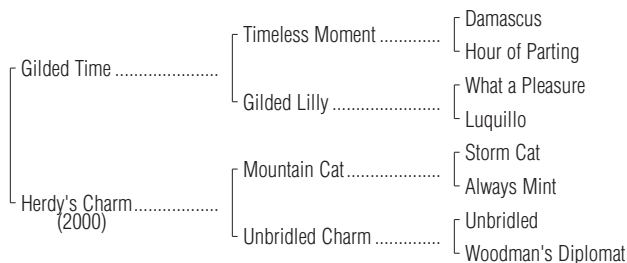 Damascus
Timeless Moment .............
Hour of Parting
Gilded Time ......................
What a Pleasure
Gilded Lilly .......................
Luquillo
Storm Cat
Mountain Cat....................
Always Mint
Herdy's Charm..................
(2000)
Unbridled
Unbridled Charm ..............
Woodman's Diplomat